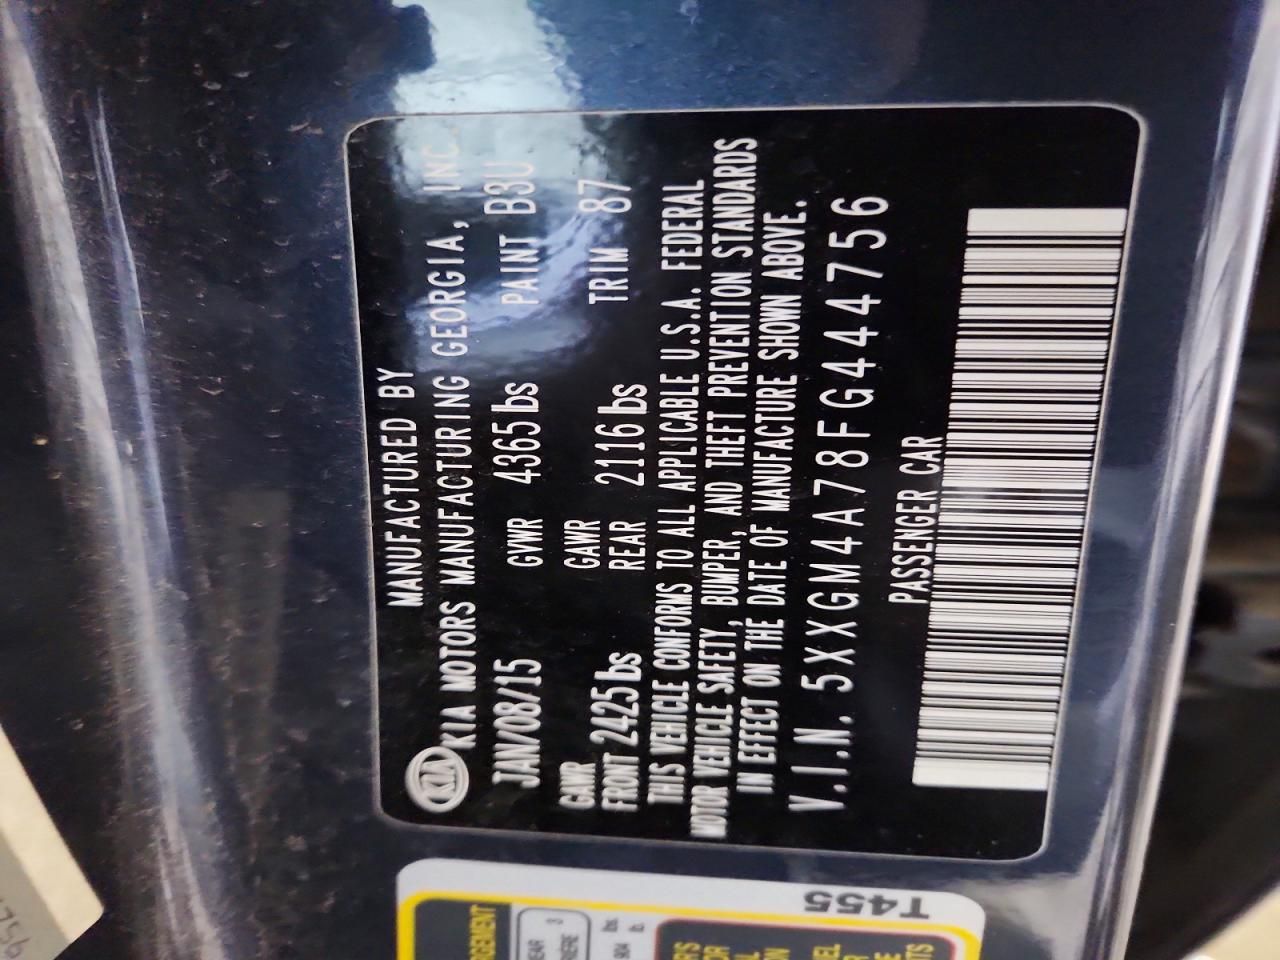 MANUFACTURED BY
KIA KIA MOTORS MANUFACTURING GEORGIA, INC.
JAN/08/15 GVWR 4365lbs PAINT B3U
GAWR FRONT 2425lbs GAWR REAR 2116lbs TRIM 87
THIS VEHICLE CONFORMS TO ALL APPLICABLE U.S.A. FEDERAL
MOTOR VEHICLE SAFETY, BUMPER, AND THEFT PREVENTION STANDARDS
IN EFFECT ON THE DATE OF MANUFACTURE SHOWN ABOVE.
V.I.N. 5XXGM4A78FG444756
PASSENGER CAR
T455